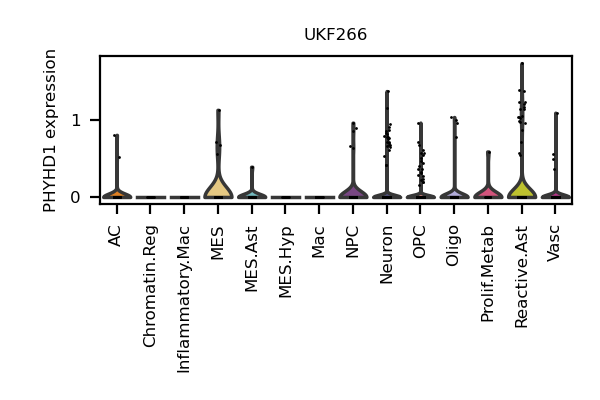 UKF266
PHYHD1 expression
1
0
AC
Chromatin.Reg
Inflammatory.Mac
MES
MES.Ast
MES.Hyp
Mac
NPC
Neuron
OPC
Oligo
Prolif.Metab
Reactive.Ast
Vasc